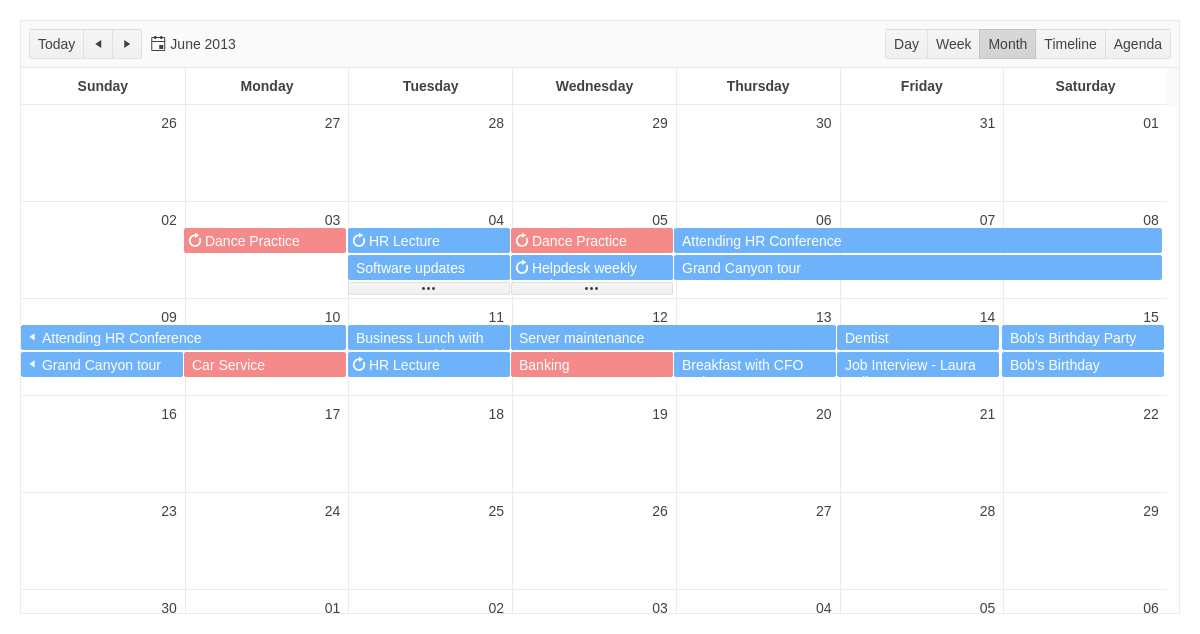 Today June 2013 Day Week Month Timeline Agenda
Sunday Monday Tuesday Wednesday Thursday Friday Saturday
26 27 28 29 30 31 01
02 03 04 05 06 07 08
Dance Practice HR Lecture Dance Practice Attending HR Conference
Software updates Helpdesk weekly Grand Canyon tour
•••  •••
09 10 11 12 13 14 15
Attending HR Conference Business Lunch with Server maintenance Dentist Bob's Birthday Party
Grand Canyon tour Car Service HR Lecture Banking Breakfast with CFO Job Interview - Laura Bob's Birthday
16 17 18 19 20 21 22
23 24 25 26 27 28 29
30 01 02 03 04 05 06